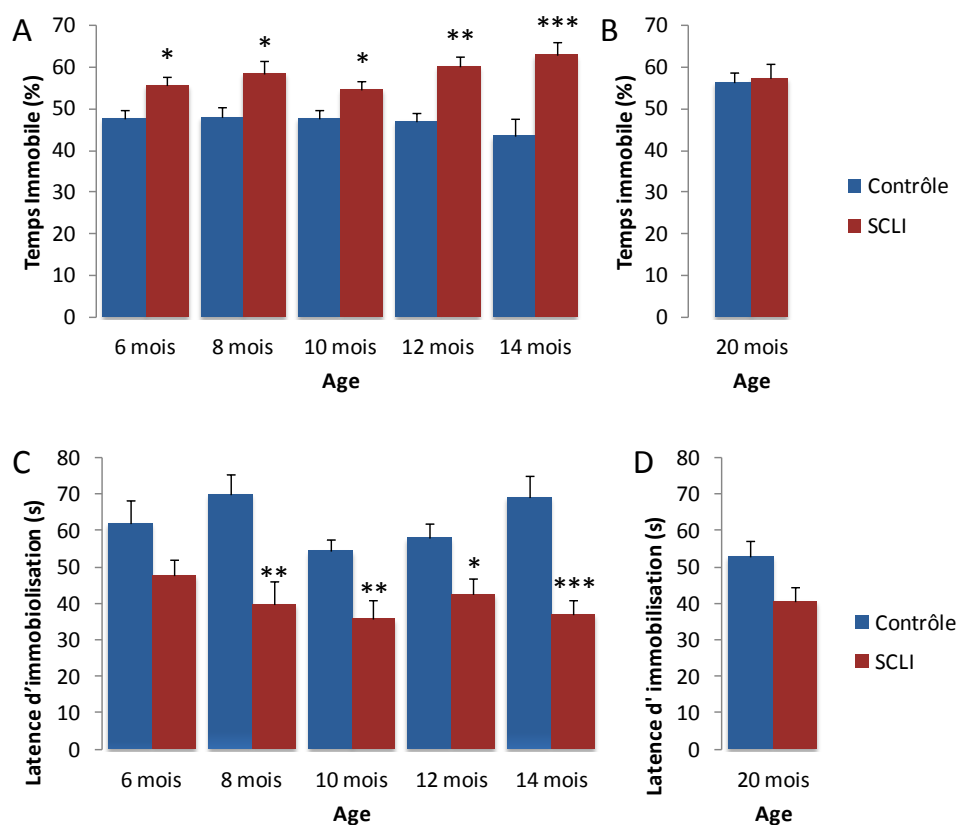 A
Temps Immobile (%)
70
60
50
40
30
20
10
0
* * * ** ***
6 mois 8 mois 10 mois 12 mois 14 mois
Age
B
Temps immobile (%)
70
60
50
40
30
20
10
0
20 mois
Age
Contrôle
SCLI
C
Latence d’immobiolisation (s)
80
70
60
50
40
30
20
10
0
** ** * ***
6 mois 8 mois 10 mois 12 mois 14 mois
Age
D
Latence d' immobilisation (s)
80
70
60
50
40
30
20
10
0
20 mois
Age
Contrôle
SCLI